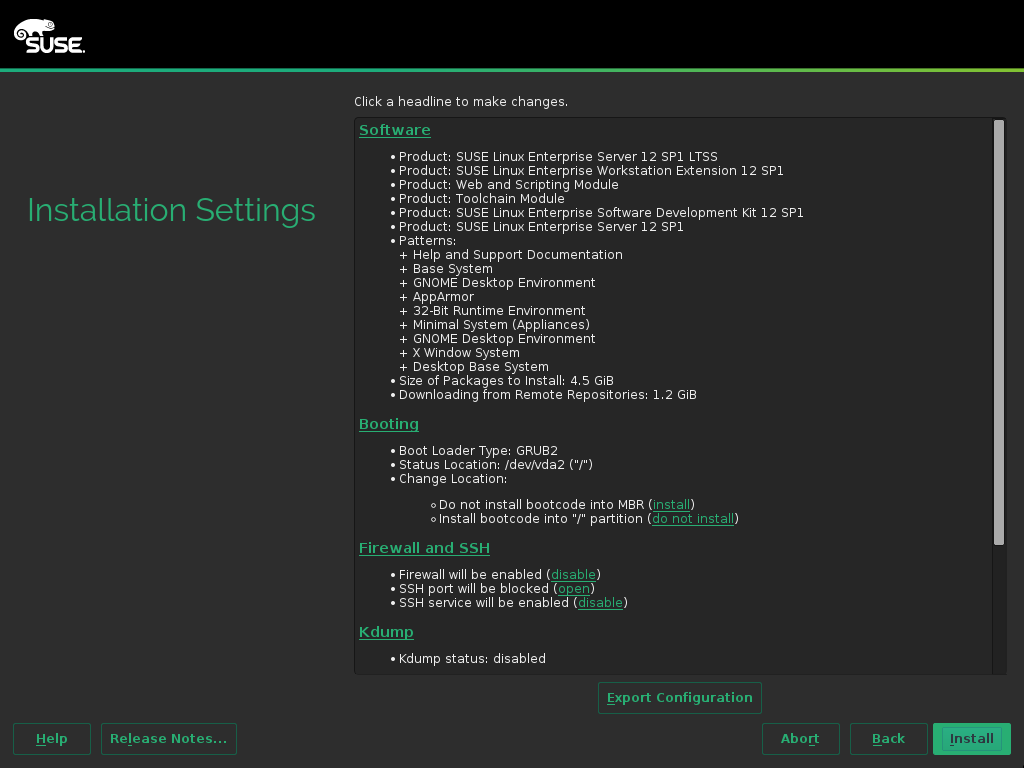 SUSE.
Click a headline to make changes.
Installation Settings
Software
• Product: SUSE Linux Enterprise Server 12 SP1 LTSS
• Product: SUSE Linux Enterprise Workstation Extension 12 SP1
• Product: Web and Scripting Module
• Product: Toolchain Module
• Product: SUSE Linux Enterprise Software Development Kit 12 SP1
• Product: SUSE Linux Enterprise Server 12 SP1
• Patterns:
+ Help and Support Documentation
+ Base System
+ GNOME Desktop Environment
+ AppArmor
+ 32-Bit Runtime Environment
+ Minimal System (Appliances)
+ GNOME Desktop Environment
+ X Window System
+ Desktop Base System
• Size of Packages to Install: 4.5 GiB
• Downloading from Remote Repositories: 1.2 GiB
Booting
• Boot Loader Type: GRUB2
• Status Location: /dev/vda2 ("/")
• Change Location:
◦ Do not install bootcode into MBR (install)
◦ Install bootcode into "/" partition (do not install)
Firewall and SSH
• Firewall will be enabled (disable)
• SSH port will be blocked (open)
• SSH service will be enabled (disable)
Kdump
• Kdump status: disabled
Export Configuration
Help Release Notes... Abort Back Install